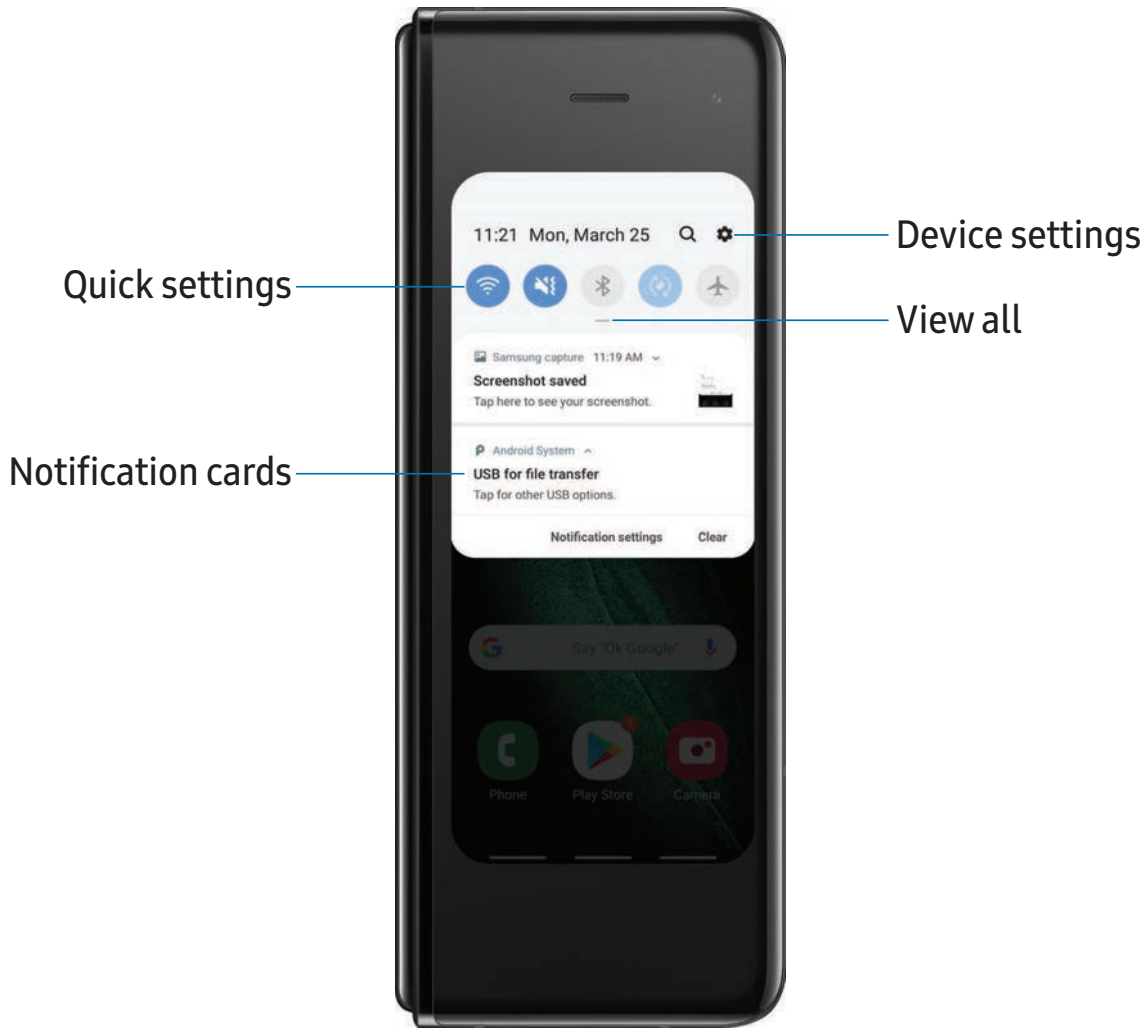 11:21 Mon, March 25
Device settings
Quick settings
View all
Samsung capture 11:19 AM
Screenshot saved
Tap here to see your screenshot.
Notification cards
Android System
USB for file transfer
Tap for other USB options.
Notification settings Clear
Say "Ok Google"
Phone Play Store Camera